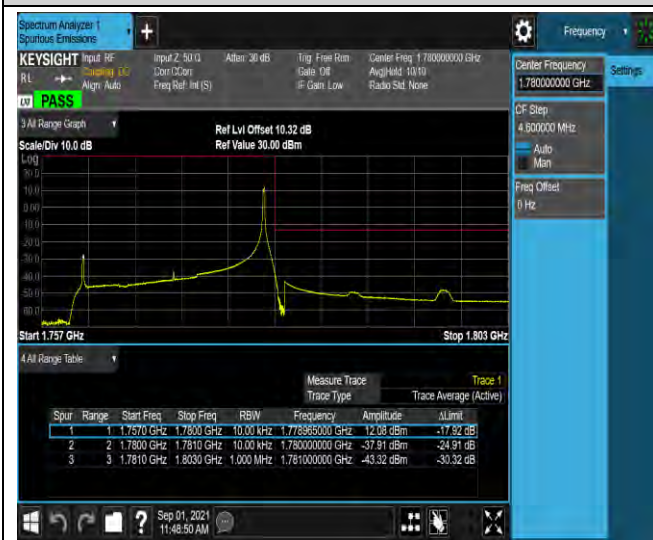 Spectrum Analyzer 1
Spurious Emissions
+
Frequency
KEYSIGHT Input: RF Input Z: 50 Ω Atten: 30 dB Trig: Free Run Center Freq: 1.780000000 GHz
RL Coupling: DC Corr CCorr Gate: Off Avg|Hold: 10/10
Align: Auto Freq Ref: Int (S) IF Gain: Low Radio Std: None
LXI PASS
Center Frequency
1.780000000 GHz
Settings
CF Step
4.600000 MHz
Auto
Man
Freq Offset
0 Hz
3 All Range Graph
Ref Lvl Offset 10.32 dB
Scale/Div 10.0 dB Ref Value 30.00 dBm
Log
20.0
10.0
0.00
-10.0
-20.0
-30.0
-40.0
-50.0
-60.0
Start 1.757 GHz Stop 1.803 GHz
4 All Range Table
Measure Trace Trace 1
Trace Type Trace Average (Active)
Spur Range Start Freq Stop Freq RBW Frequency Amplitude ΔLimit
1 1 1.7570 GHz 1.7800 GHz 10.00 kHz 1.778965000 GHz 12.08 dBm -17.92 dB
2 2 1.7800 GHz 1.7810 GHz 10.00 kHz 1.780000000 GHz -37.91 dBm -24.91 dB
3 3 1.7810 GHz 1.8030 GHz 1.000 MHz 1.781000000 GHz -43.32 dBm -30.32 dB
?
Sep 01, 2021
11:48:50 AM